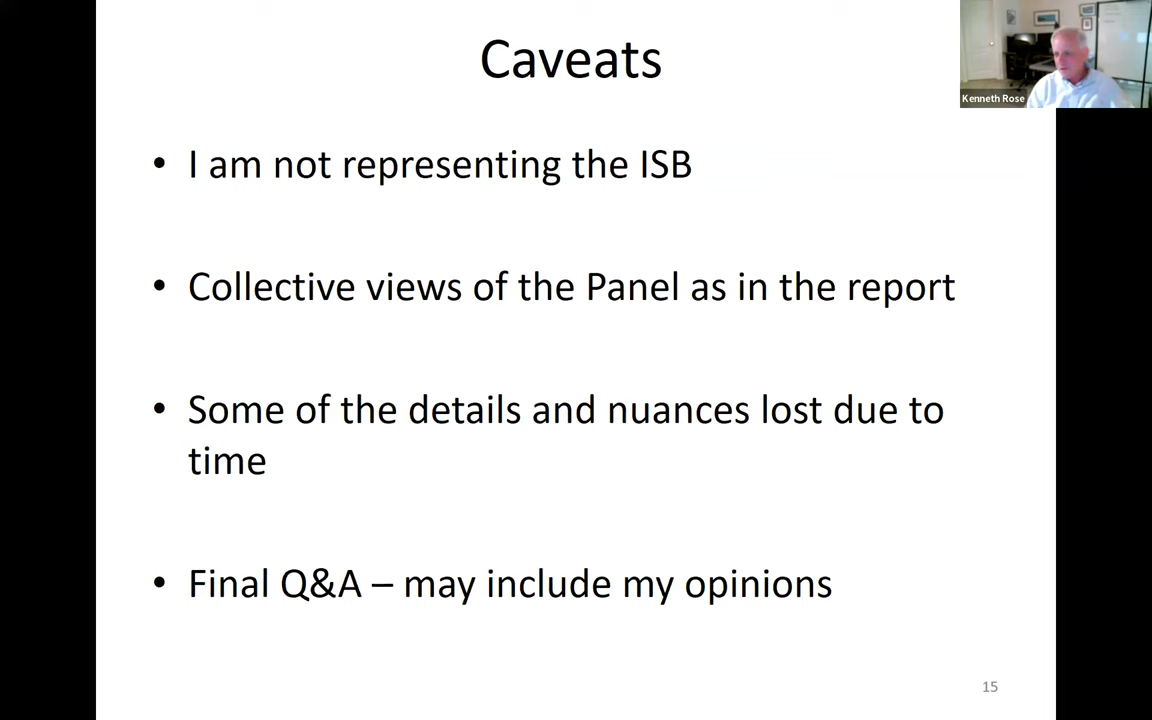 Caveats
Kenneth Rose
• I am not representing the ISB
• Collective views of the Panel as in the report
• Some of the details and nuances lost due to
time
• Final Q&A – may include my opinions
15